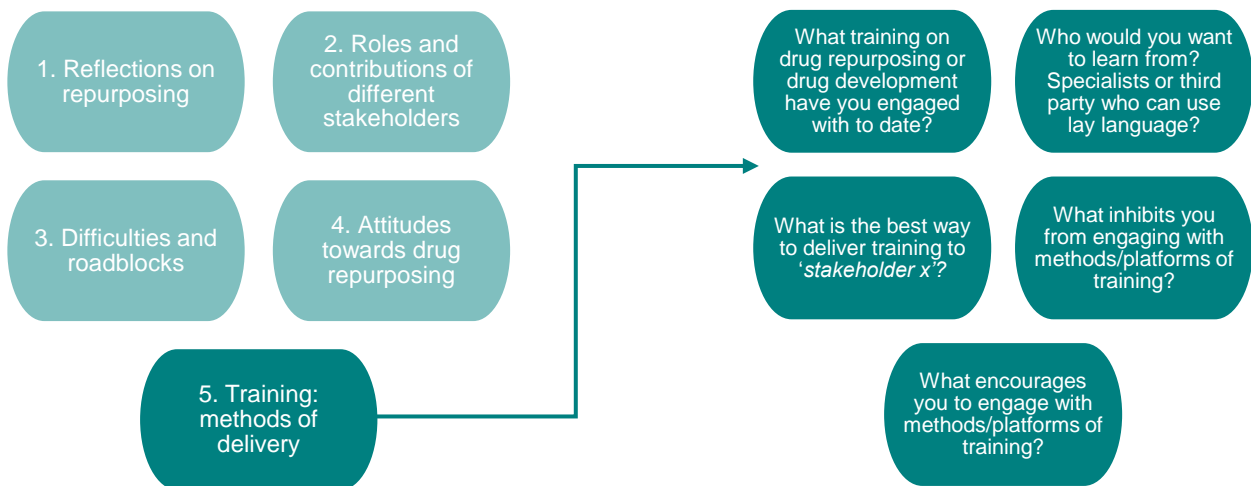 1. Reflections on
repurposing
2. Roles and
contributions of
different
stakeholders
3. Difficulties and
roadblocks
4. Attitudes
towards drug
repurposing
5. Training:
methods of
delivery
What training on
drug repurposing or
drug development
have you engaged
with to date?
Who would you want
to learn from?
Specialists or third
party who can use
lay language?
What is the best way
to deliver training to
‘stakeholder x’?
What inhibits you
from engaging with
methods/platforms of
training?
What encourages
you to engage with
methods/platforms of
training?